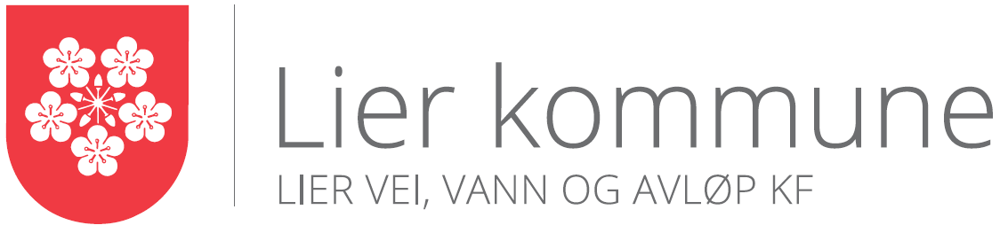 Lier kommune
LIER VEI, VANN OG AVLØP KF